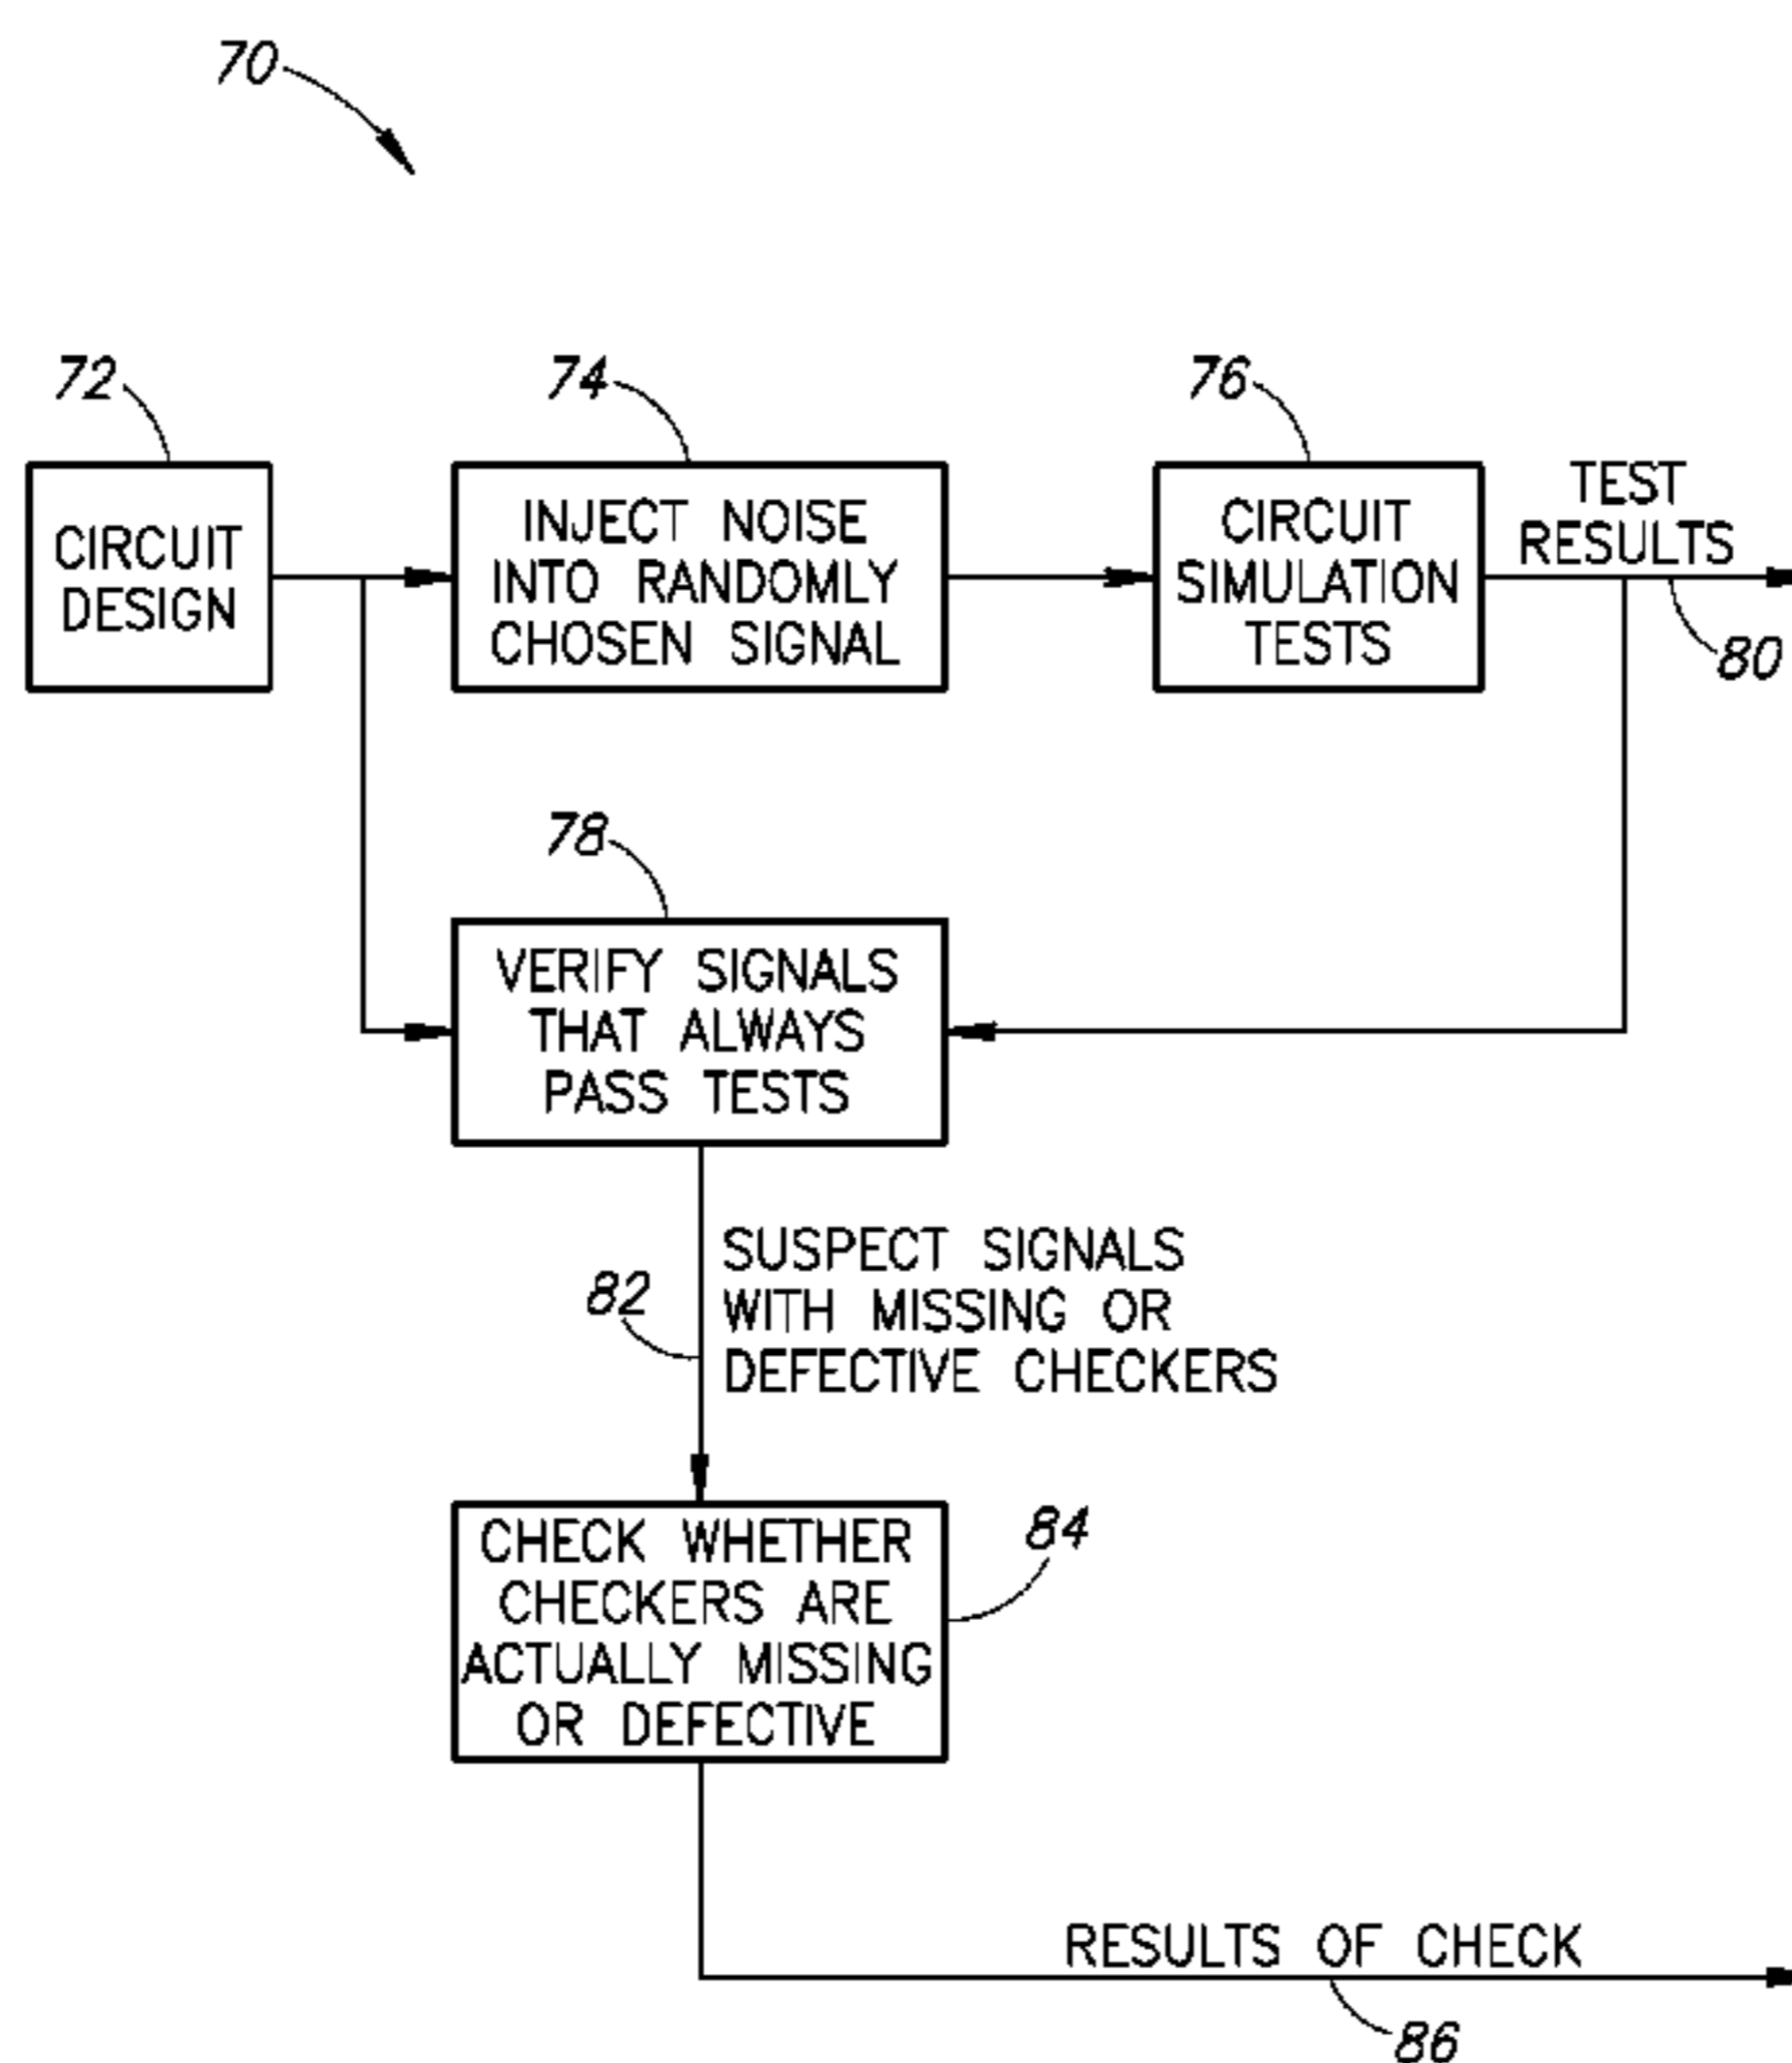 70
72
74
76
CIRCUIT
DESIGN
INJECT NOISE
INTO RANDOMLY
CHOSEN SIGNAL
CIRCUIT
SIMULATION
TESTS
TEST
RESULTS
80
78
VERIFY SIGNALS
THAT ALWAYS
PASS TESTS
82
SUSPECT SIGNALS
WITH MISSING OR
DEFECTIVE CHECKERS
CHECK WHETHER
CHECKERS ARE
ACTUALLY MISSING
OR DEFECTIVE
84
RESULTS OF CHECK
86